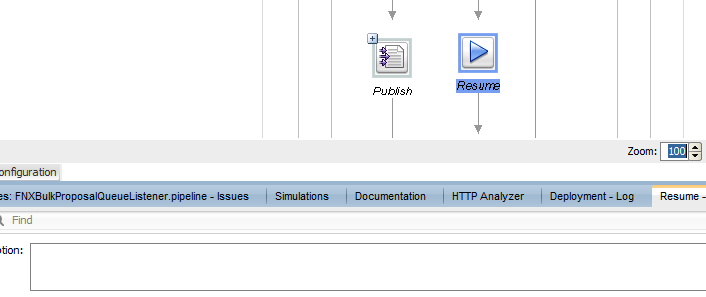 Publish
Resume
Zoom: 100
onfiguration
es: FNXBulkProposalQueueListener.pipeline - Issues Simulations Documentation HTTP Analyzer Deployment - Log Resume -
Find
ption: